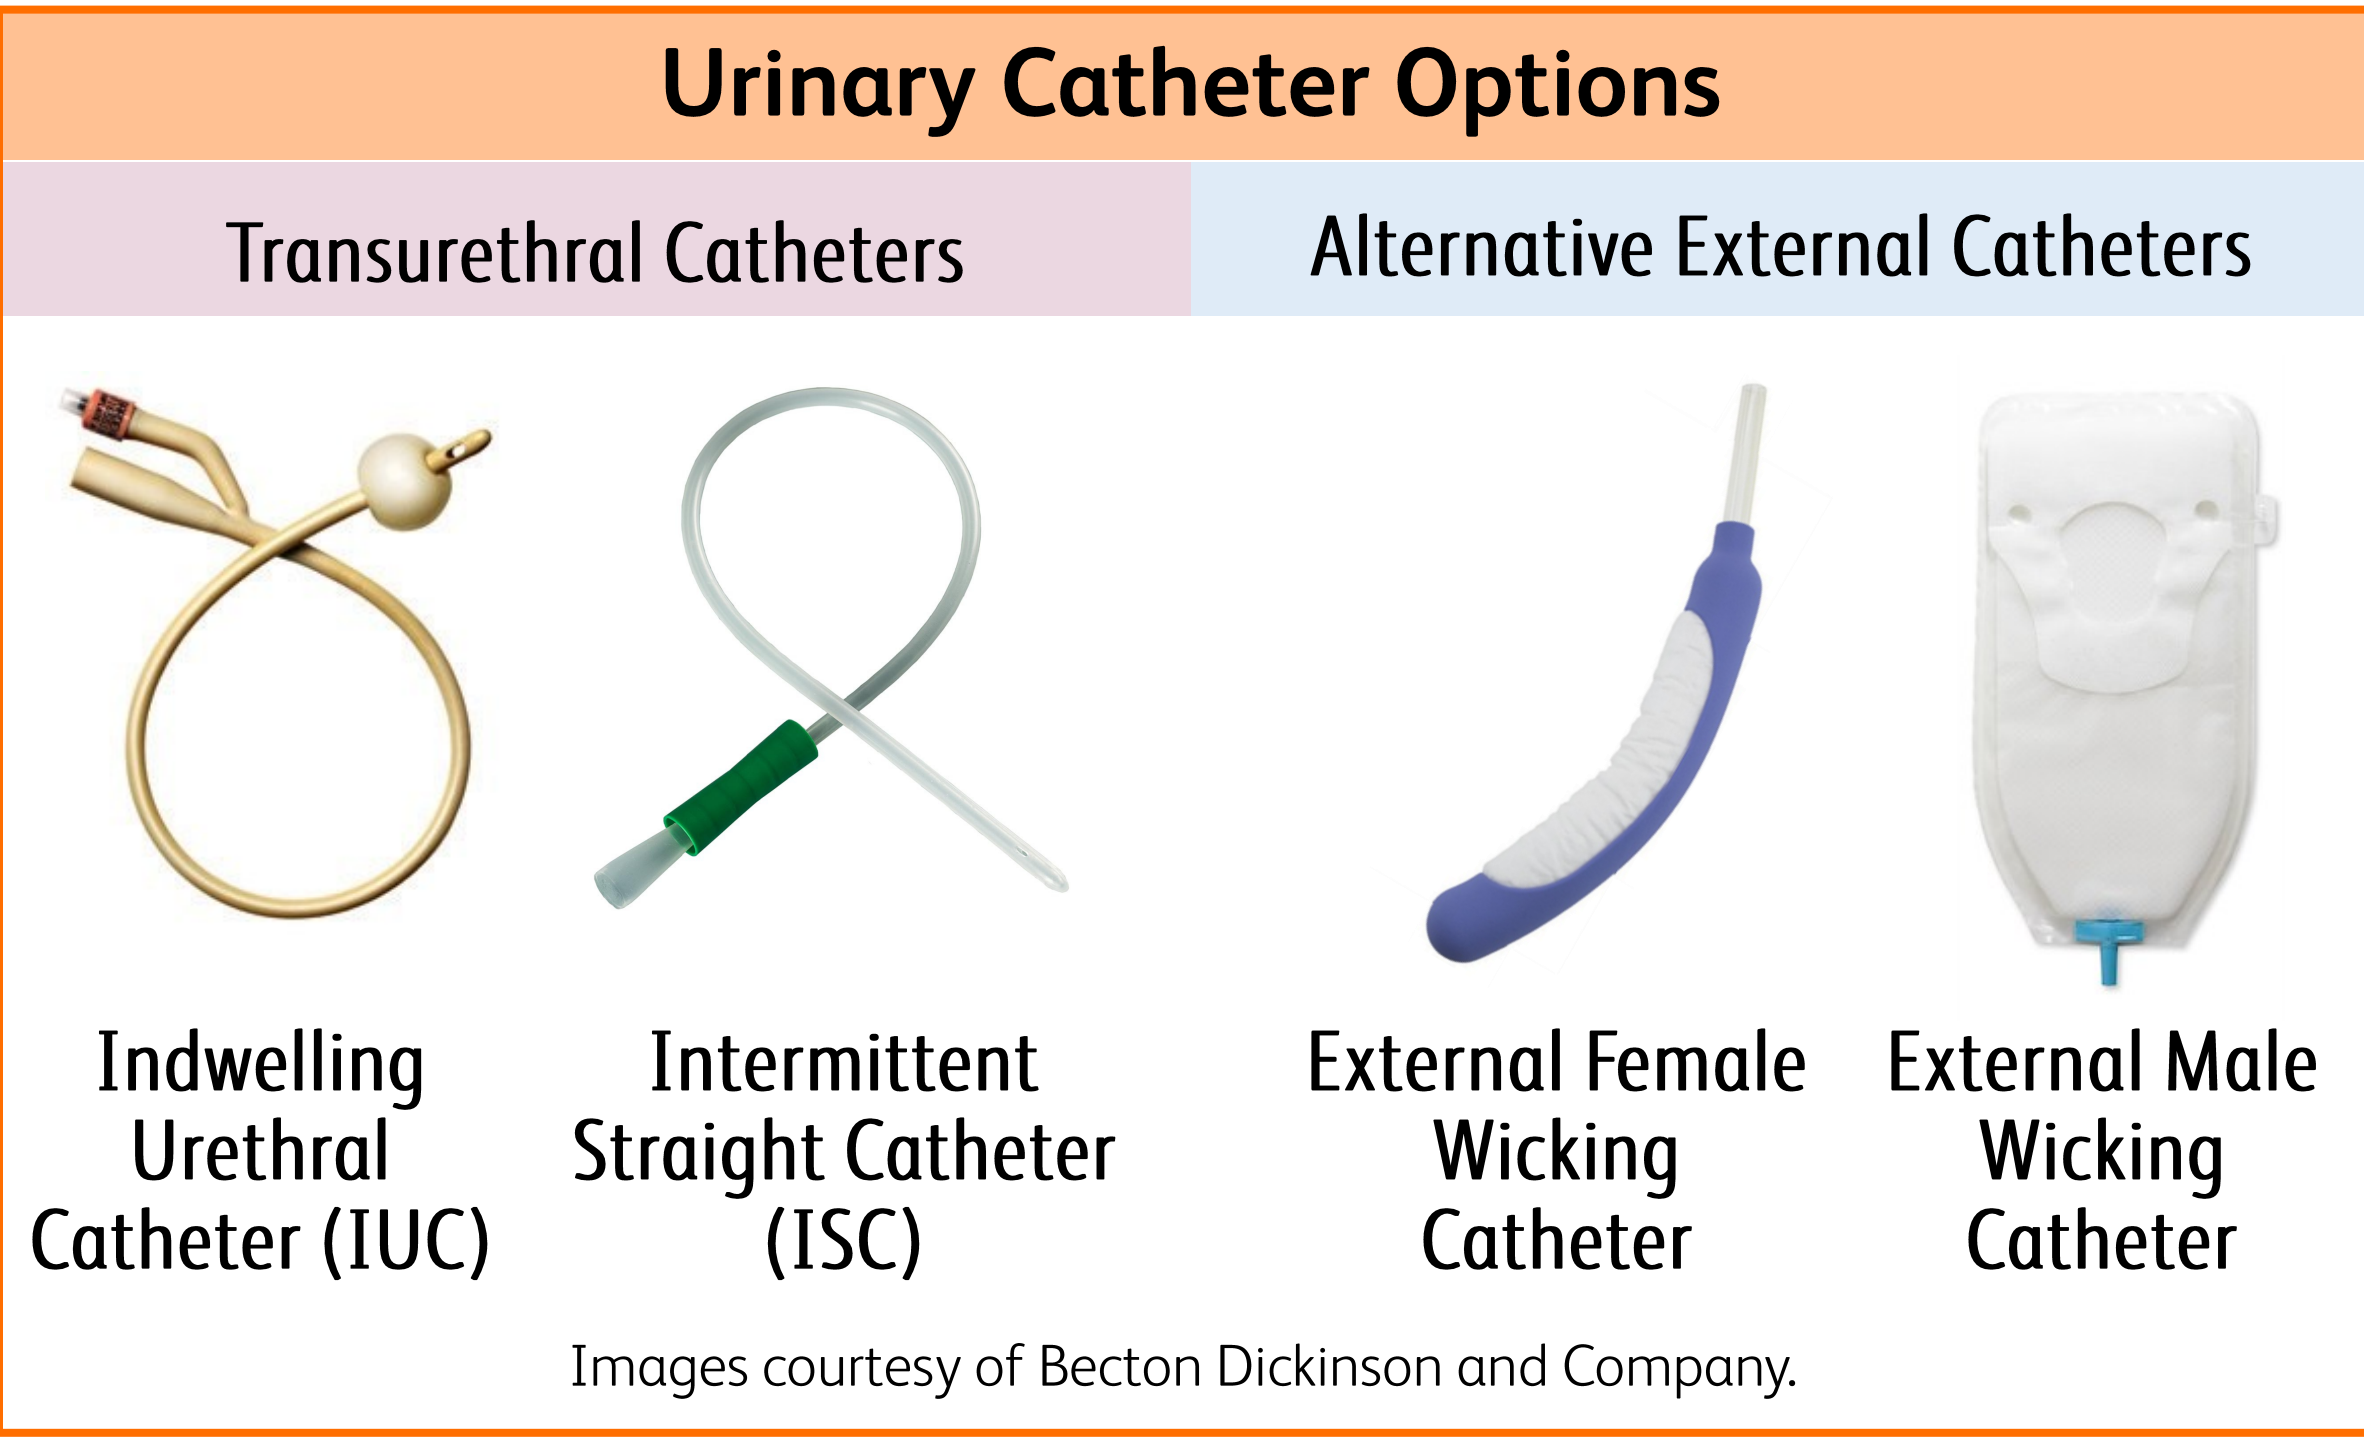 Urinary Catheter Options
Transurethral Catheters
Alternative External Catheters
Indwelling
Urethral
Catheter (IUC)
Intermittent
Straight Catheter
(ISC)
External Female
Wicking
Catheter
External Male
Wicking
Catheter
Images courtesy of Becton Dickinson and Company.